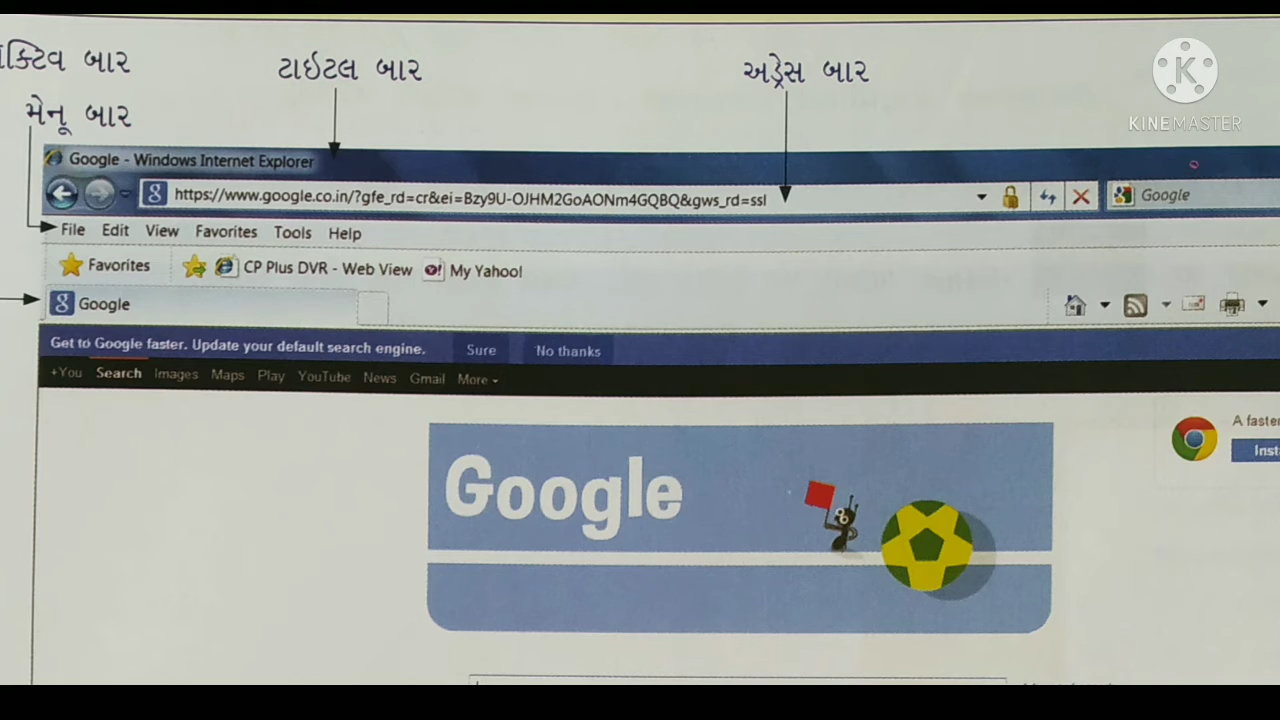 બાર
ટાઇટલ બાર
અડ્રેસ બાર
મેનૂ બાર
KINEMASTER
Google - Windows Internet Explorer
https://www.google.co.in/?gfe_rd=cr&ei=Bzy9U-OJHM2GoAONm4GQBQ&gws_rd=ssl
Google
File Edit View Favorites Tools Help
Favorites CP Plus DVR - Web View My Yahoo!
Google
Get to Google faster. Update your default search engine. Sure No thanks
+You Search Images Maps Play YouTube News Gmail More
A faster
Google